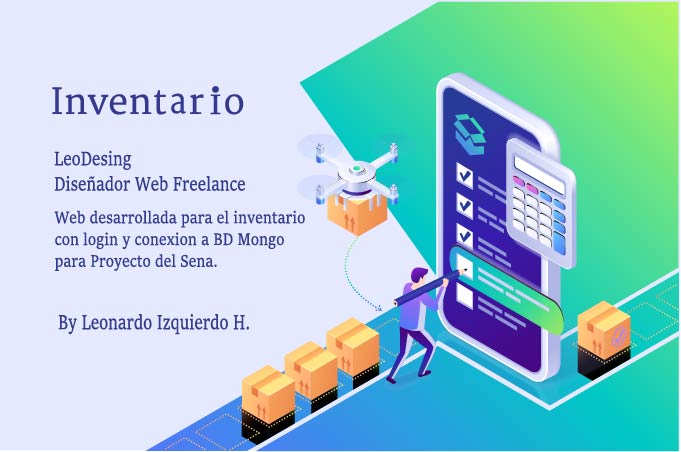 Inventario
LeoDesing
Diseñador Web Freelance
Web desarrollada para el inventario
con login y conexion a BD Mongo
para Proyecto del Sena.
By Leonardo Izquierdo H.